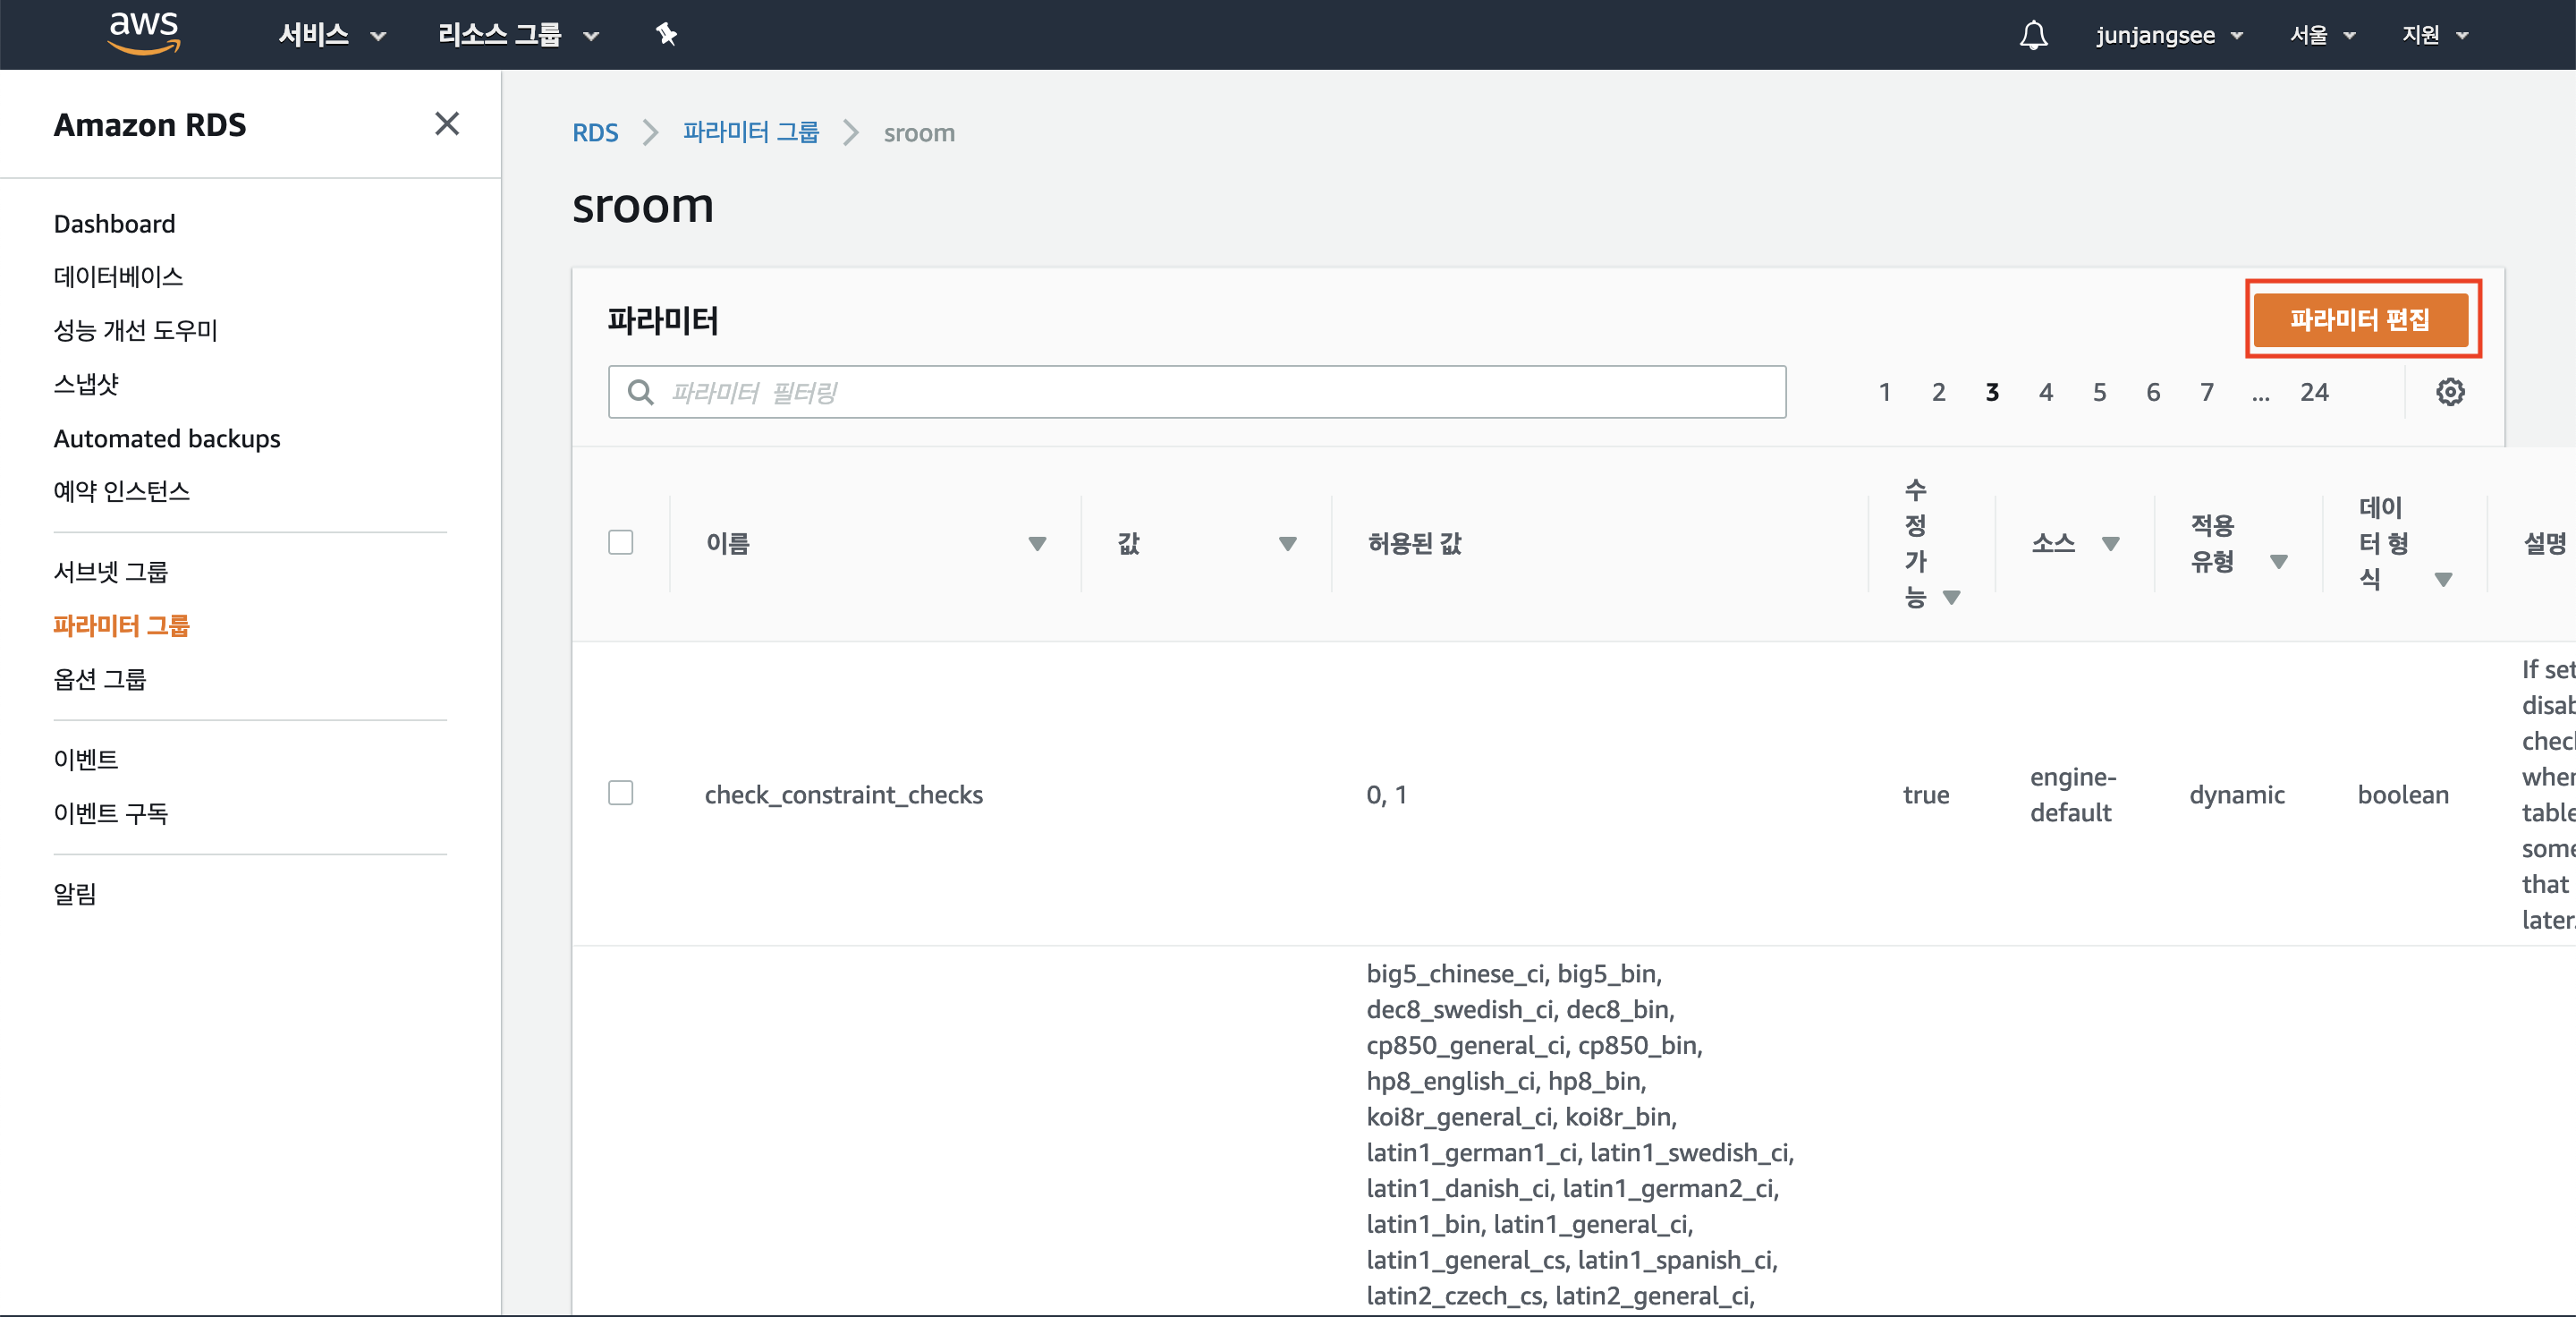 aws
서비스
리소스 그룹
junjangsee
서울
지원
Amazon RDS
Dashboard
데이터베이스
성능 개선 도우미
스냅샷
Automated backups
예약 인스턴스
서브넷 그룹
파라미터 그룹
옵션 그룹
이벤트
이벤트 구독
알림
RDS
파라미터 그룹
sroom
sroom
파라미터
파라미터 편집
파라미터 필터링
1 2 3 4 5 6 7 ... 24
이름
값
허용된 값
수
정
가
능
소스
적용
유형
데이
터 형
식
설명
check_constraint_checks
0, 1
true
engine-
default
dynamic
boolean
If set
disab
check
when
table
some
that
later.
big5_chinese_ci, big5_bin,
dec8_swedish_ci, dec8_bin,
cp850_general_ci, cp850_bin,
hp8_english_ci, hp8_bin,
koi8r_general_ci, koi8r_bin,
latin1_german1_ci, latin1_swedish_ci,
latin1_danish_ci, latin1_german2_ci,
latin1_bin, latin1_general_ci,
latin1_general_cs, latin1_spanish_ci,
latin2_czech_cs, latin2_general_ci,